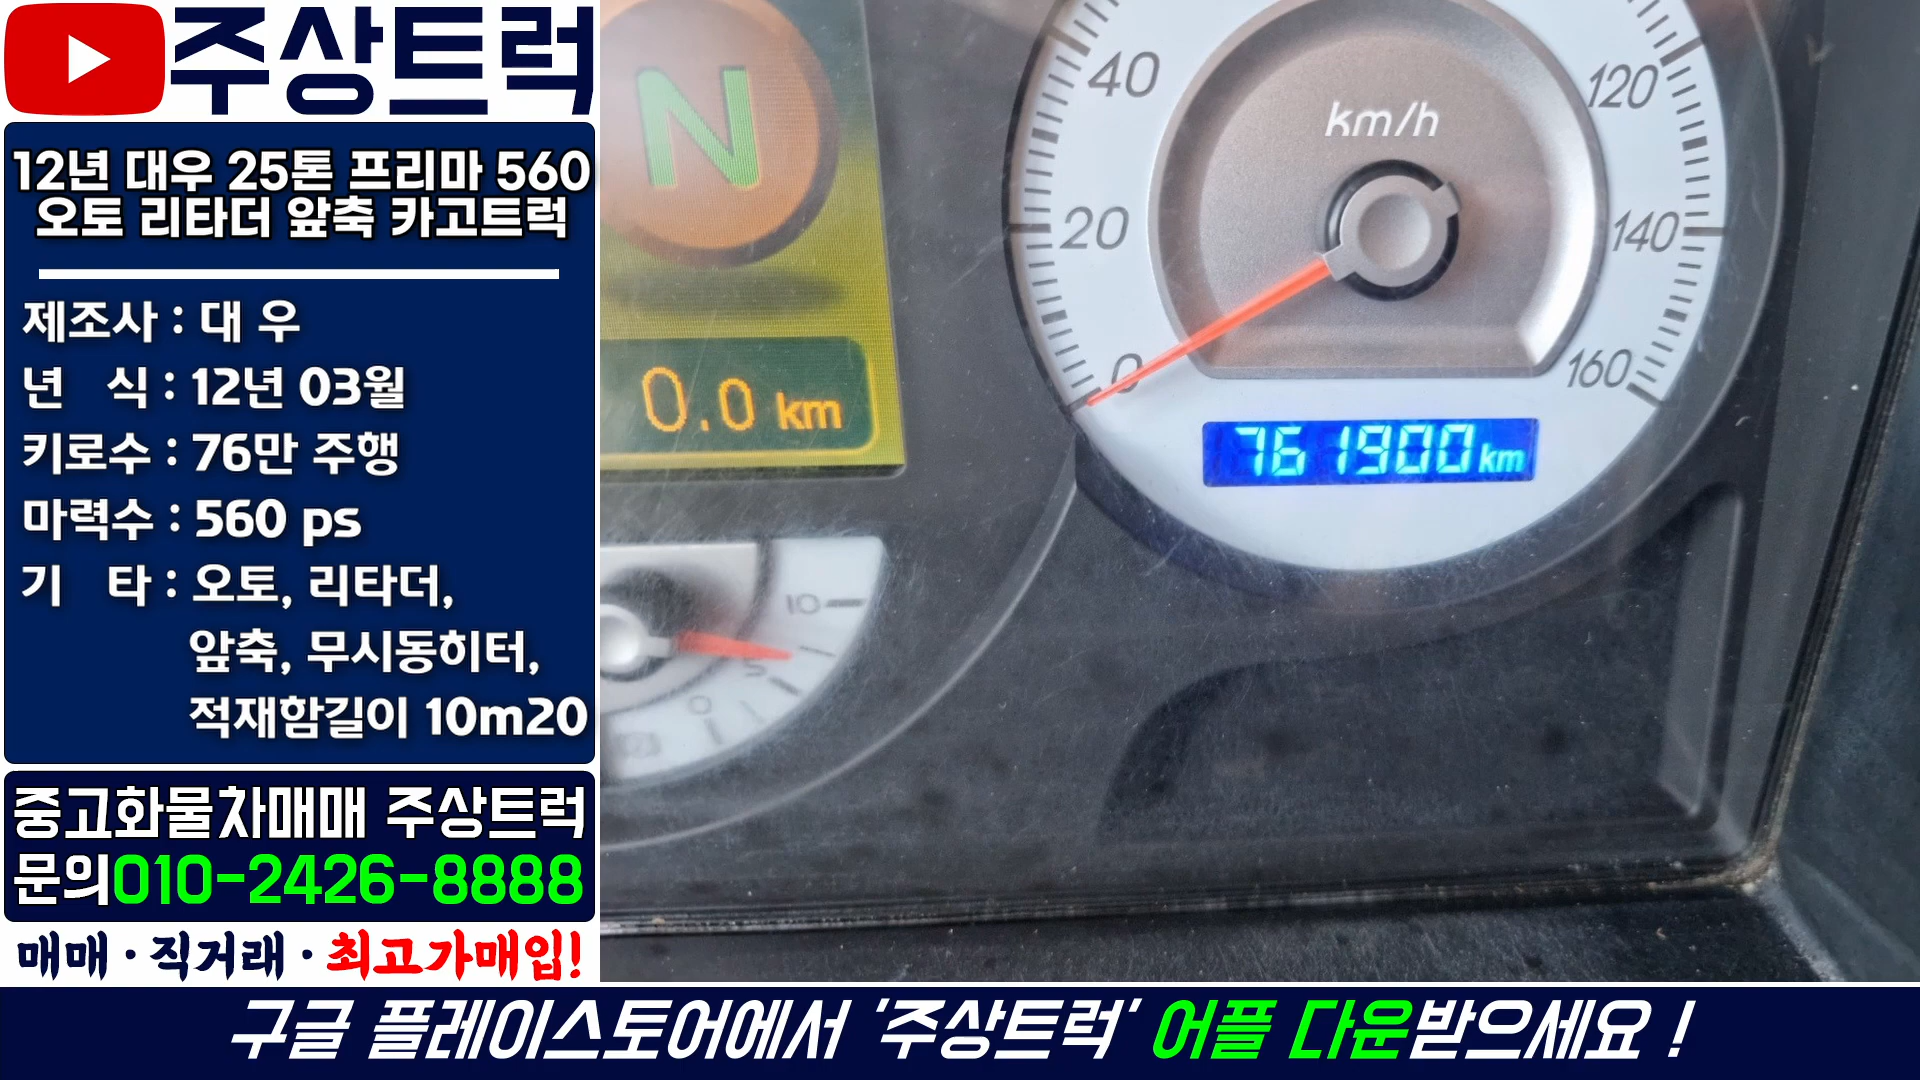 주상트럭
12년 대우 25톤 프리마 560
오토 리타더 앞축 카고트럭
제조사 : 대 우
년 식 : 12년 03월
키로수 : 76만 주행
마력수 : 560 ps
기 타 : 오토, 리타더,
앞축, 무시동히터,
적재함길이 10m20
중고화물차매매 주상트럭
문의010-2426-8888
매매 · 직거래 · 최고가매입!
구글 플레이스토어에서 '주상트럭' 어플 다운받으세요 !
N
0.0 km
40
20
0
km/h
120
140
160
761900 km
10
5
0